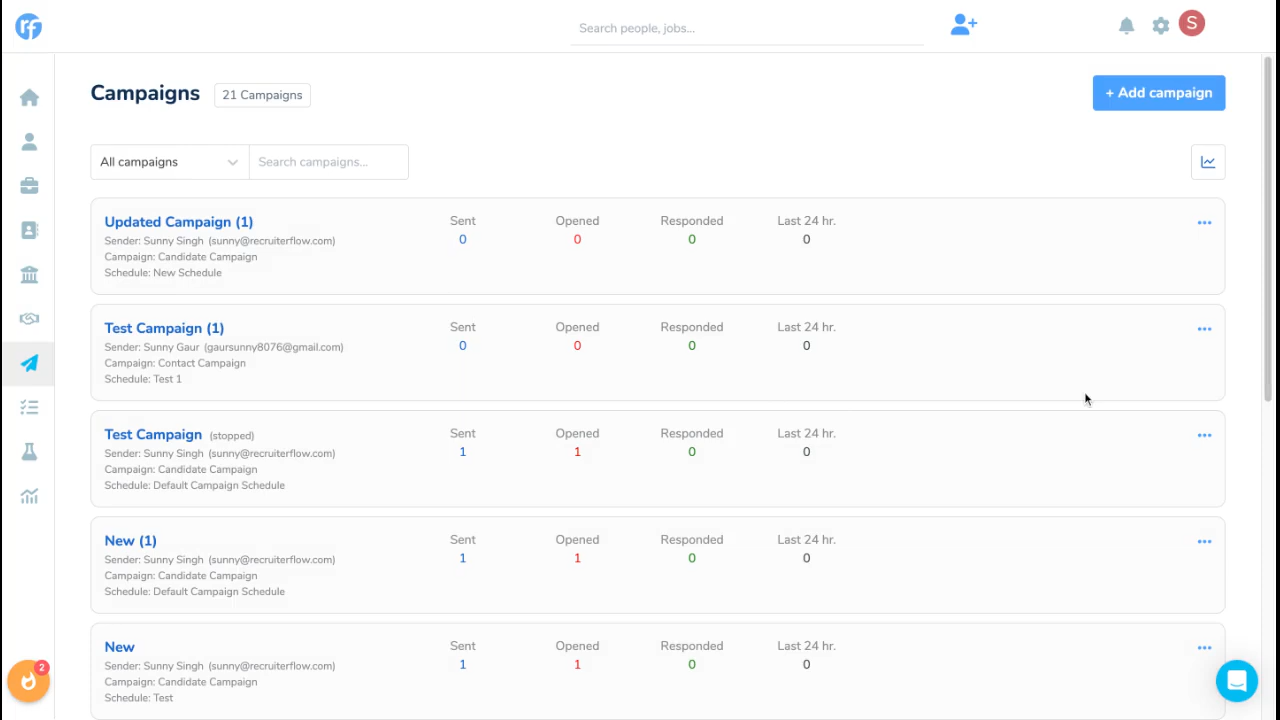 rf
Search people, jobs...
S
Campaigns
21 Campaigns
+ Add campaign
All campaigns
Search campaigns...
Updated Campaign (1)
Sender: Sunny Singh (sunny@recruiterflow.com)
Campaign: Candidate Campaign
Schedule: New Schedule
Sent
0
Opened
0
Responded
0
Last 24 hr.
0
Test Campaign (1)
Sender: Sunny Gaur (gaursunny8076@gmail.com)
Campaign: Contact Campaign
Schedule: Test 1
Sent
0
Opened
0
Responded
0
Last 24 hr.
0
Test Campaign (stopped)
Sender: Sunny Singh (sunny@recruiterflow.com)
Campaign: Candidate Campaign
Schedule: Default Campaign Schedule
Sent
1
Opened
1
Responded
0
Last 24 hr.
0
New (1)
Sender: Sunny Singh (sunny@recruiterflow.com)
Campaign: Candidate Campaign
Schedule: Default Campaign Schedule
Sent
1
Opened
1
Responded
0
Last 24 hr.
0
New
Sender: Sunny Singh (sunny@recruiterflow.com)
Campaign: Candidate Campaign
Schedule: Test
Sent
1
Opened
1
Responded
0
Last 24 hr.
0
2